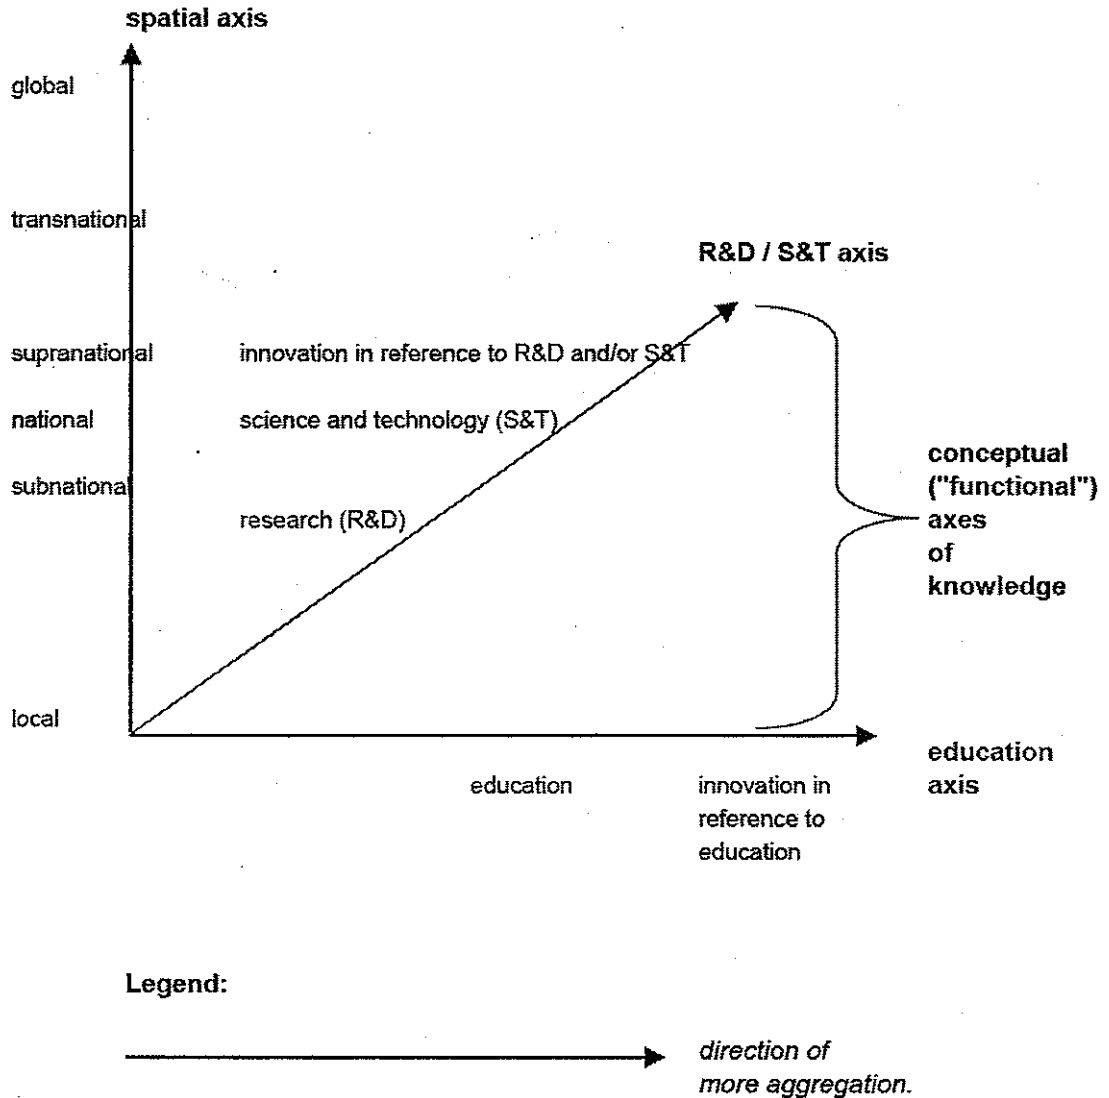 spatial axis
global
transnational
R&D / S&T axis
supranational
innovation in reference to R&D and/or S&T
national
science and technology (S&T)
conceptual
("functional")
axes
of
knowledge
subnational
research (R&D)
local
education
axis
education
innovation in
reference to
education
Legend:
direction of
more aggregation.